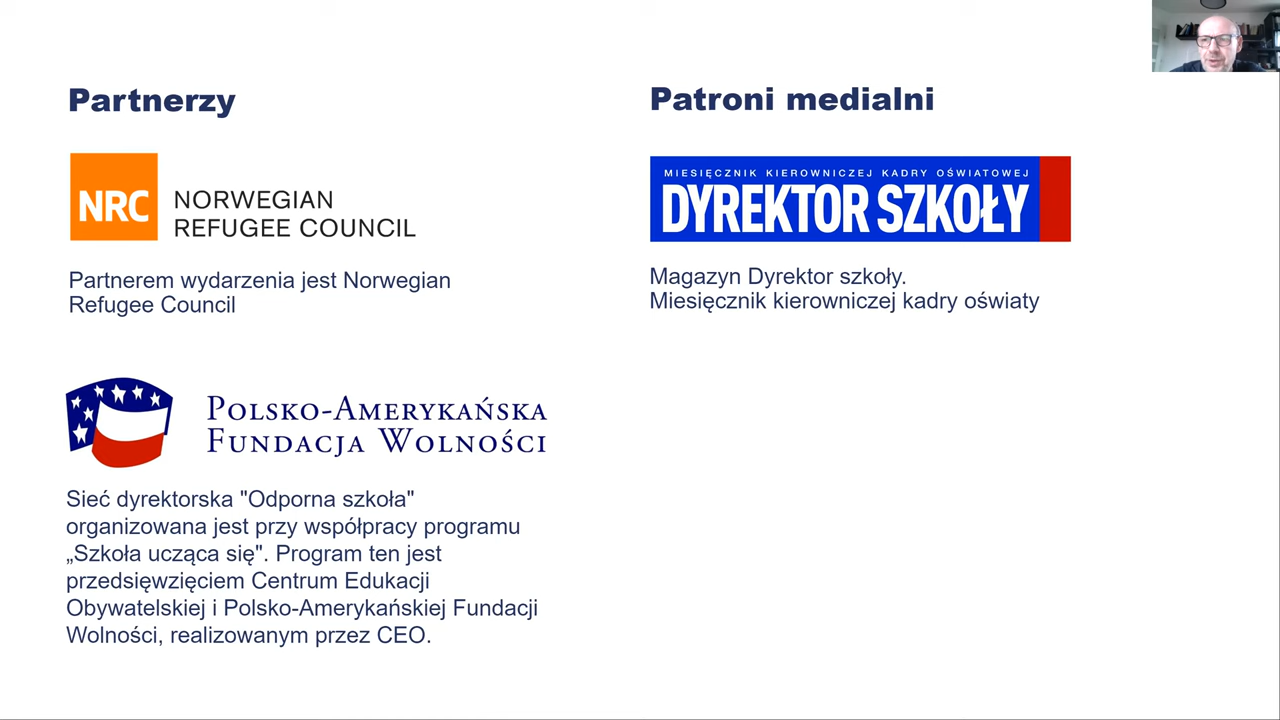 Partnerzy
NRC
NORWEGIAN
REFUGEE COUNCIL
Partnerem wydarzenia jest Norwegian
Refugee Council
Polsko-Amerykańska
Fundacja Wolności
Sieć dyrektorska "Odporna szkoła"
organizowana jest przy współpracy programu
„Szkoła ucząca się". Program ten jest
przedsięwzięciem Centrum Edukacji
Obywatelskiej i Polsko-Amerykańskiej Fundacji
Wolności, realizowanym przez CEO.
Patroni medialni
MIESIĘCZNIK KIEROWNICZEJ KADRY OŚWIATOWEJ
DYREKTOR SZKOŁY
Magazyn Dyrektor szkoły.
Miesięcznik kierowniczej kadry oświaty